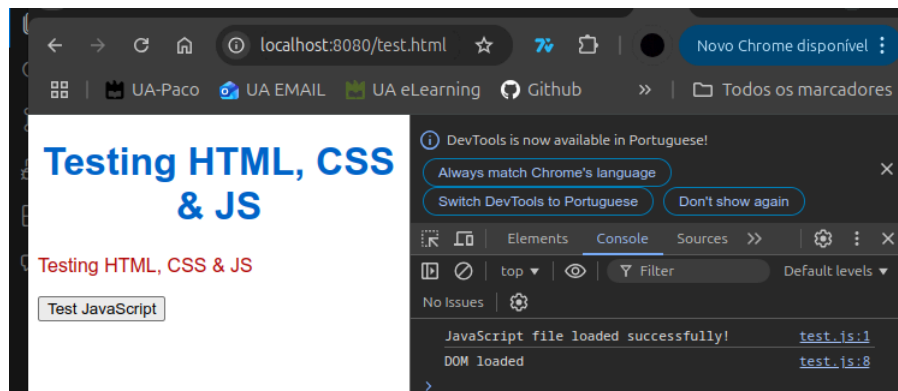 localhost:8080/test.html
Novo Chrome disponível
UA-Paco UA EMAIL UA eLearning Github » Todos os marcadores
Testing HTML, CSS
& JS
Testing HTML, CSS & JS
Test JavaScript
DevTools is now available in Portuguese!
Always match Chrome's language
Switch DevTools to Portuguese Don't show again
Elements Console Sources »
top Filter Default levels
No Issues
JavaScript file loaded successfully! test.js:1
DOM loaded test.js:8